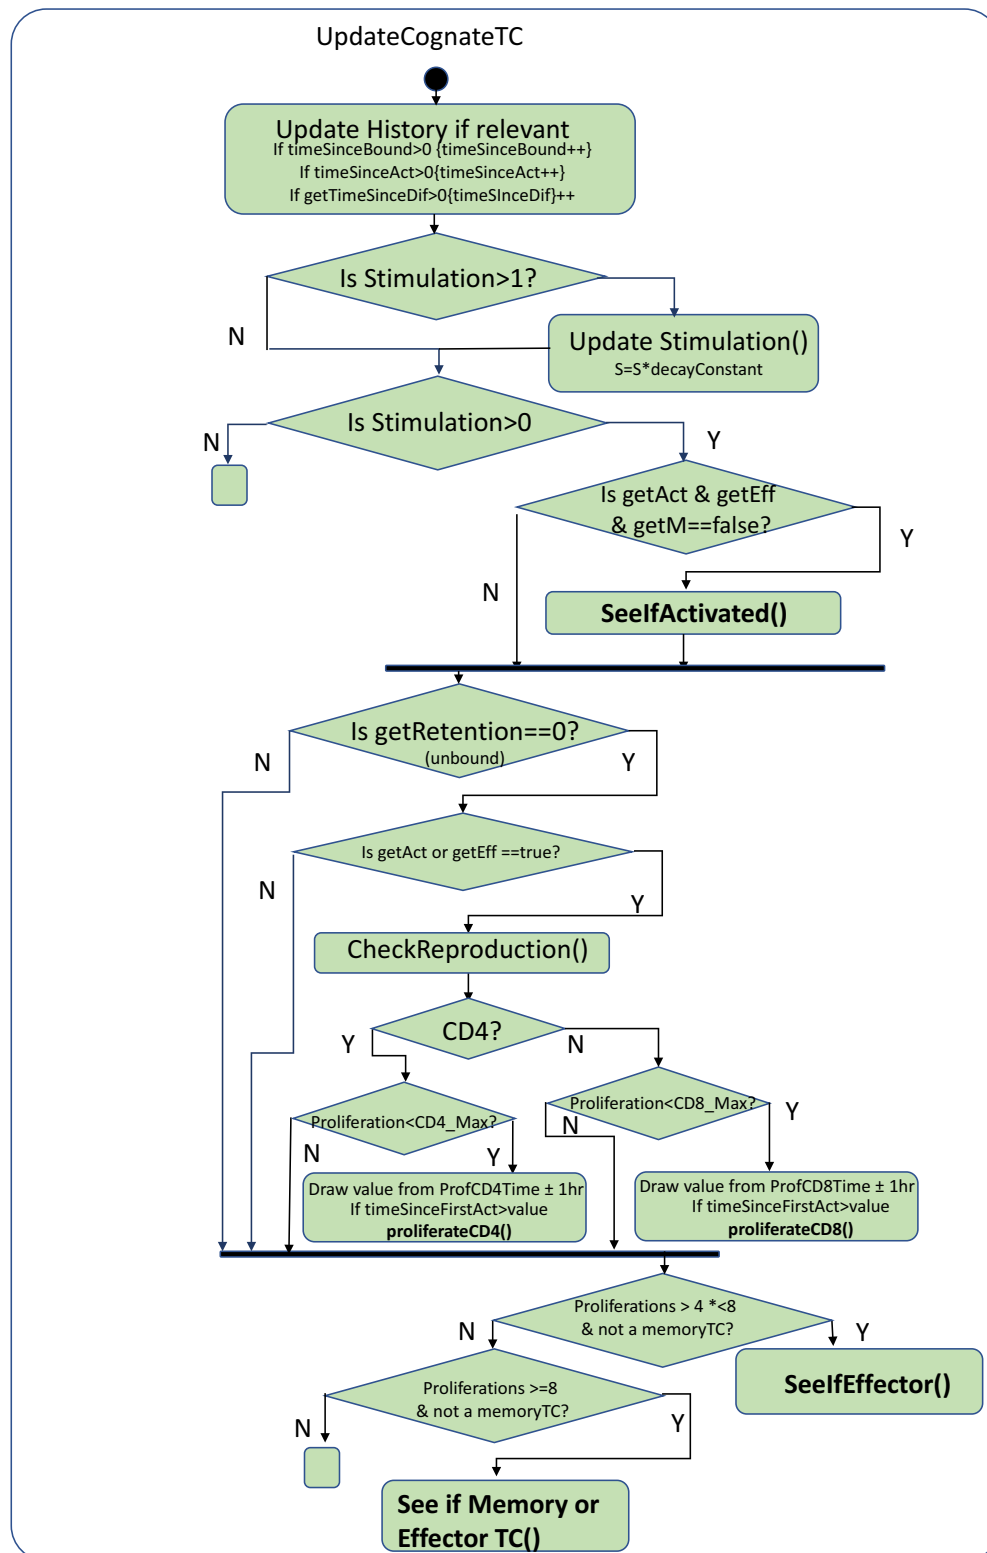 UpdateCognateTC
Update History if relevant
If timeSinceBound>0 {timeSinceBound++}
If timeSinceAct>0{timeSinceAct++}
If getTimeSinceDif>0{timeSInceDif}++
Is Stimulation>1?
N
Update Stimulation()
S=S*decayConstant
Is Stimulation>0
N
Y
Is getAct & getEff
& getM==false?
Y
N
SeeIfActivated()
Is getRetention==0?
(unbound)
N
Y
Is getAct or getEff ==true?
N
Y
CheckReproduction()
CD4?
Y
N
Proliferation<CD4_Max?
Proliferation<CD8_Max?
N
Y
N
Y
Draw value from ProfCD4Time ± 1hr
If timeSinceFirstAct>value
proliferateCD4()
Draw value from ProfCD8Time ± 1hr
If timeSinceFirstAct>value
proliferateCD8()
Proliferations > 4 *<8
& not a memoryTC?
N
Y
SeeIfEffector()
Proliferations >=8
& not a memoryTC?
N
Y
See if Memory or
Effector TC()